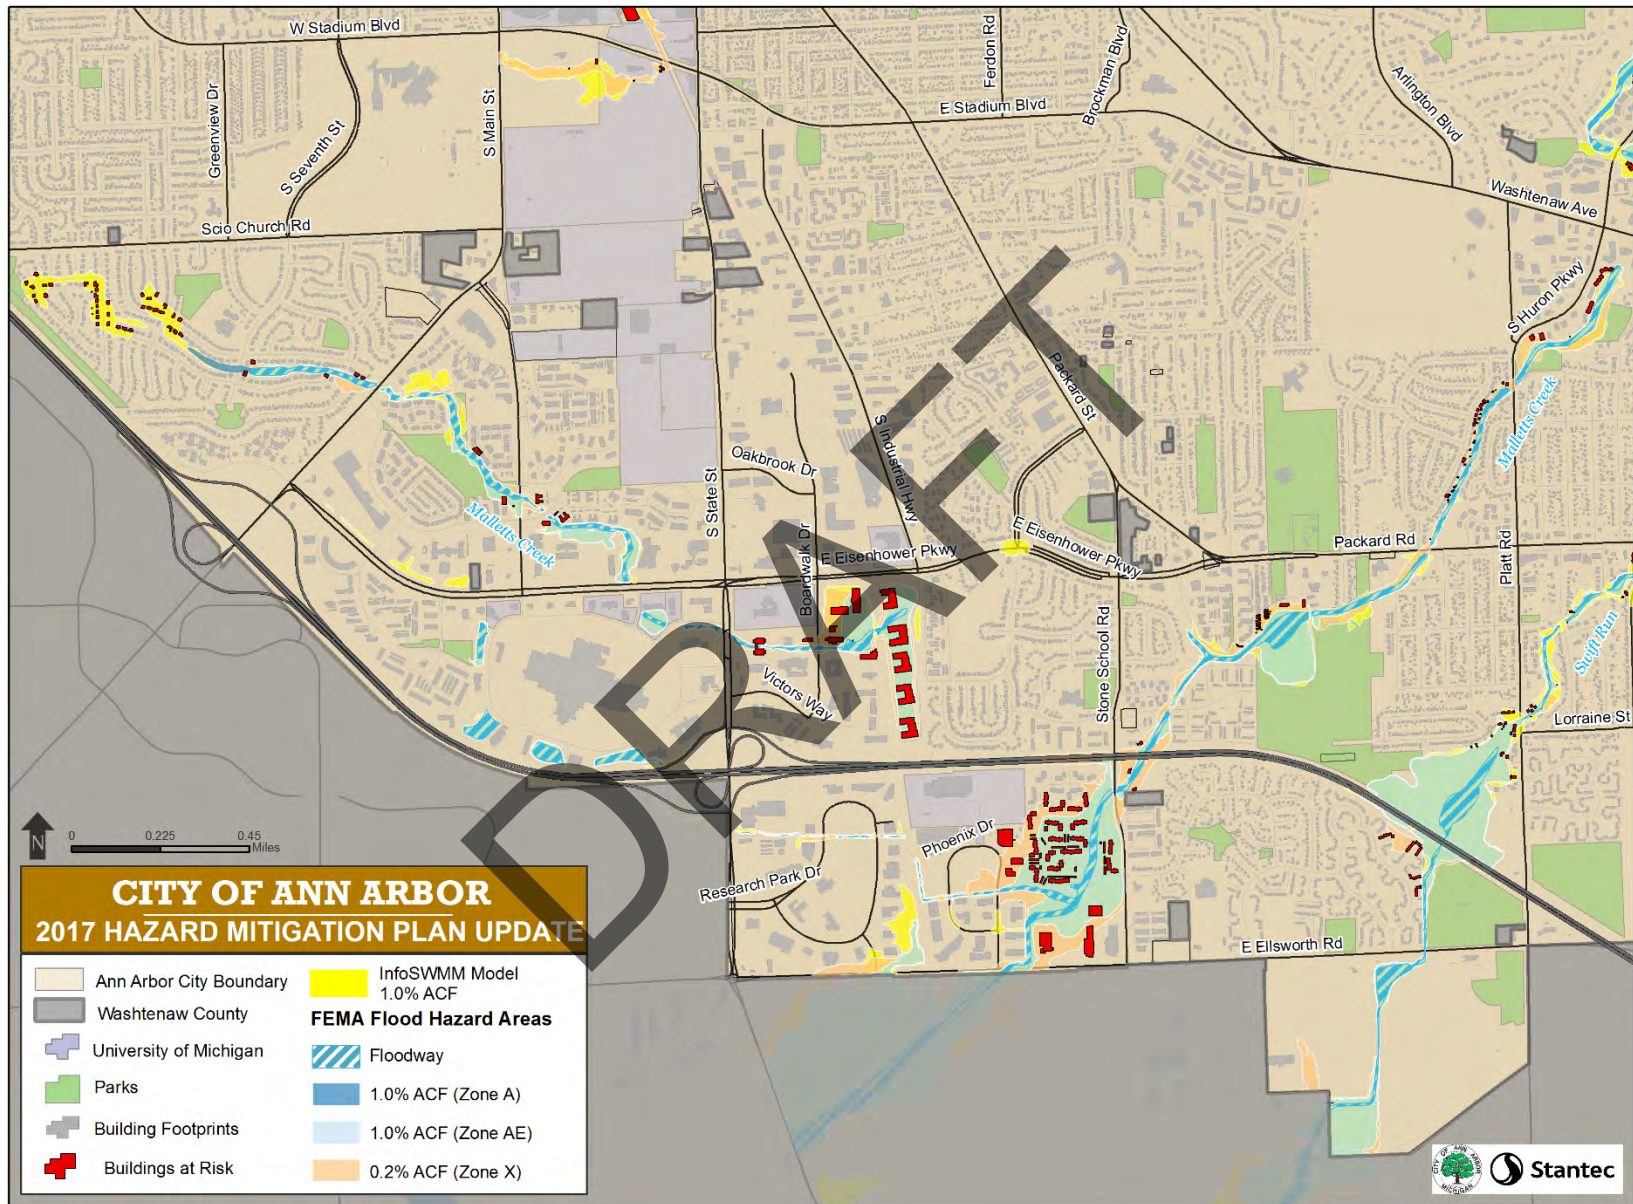 W Stadium Blvd
Greenview Dr
S Seventh St
S Main St
Scio Church Rd
Ferdon Rd
Brockman Blvd
E Stadium Blvd
Arlington Blvd
Washtenaw Ave
S Huron Pkwy
Malletts Creek
Packard St
S Industrial Hwy
Oakbrook Dr
S State St
Boardwalk Dr
E Eisenhower Pkwy
E Eisenhower Pkwy
Packard Rd
Platt Rd
Malletts Creek
Swift Run
Stone School Rd
Victors Way
Lorraine St
Phoenix Dr
Research Park Dr
E Ellsworth Rd
DRAFT
N
0 0.225 0.45
Miles
CITY OF ANN ARBOR
2017 HAZARD MITIGATION PLAN UPDATE
Ann Arbor City Boundary
Washtenaw County
University of Michigan
Parks
Building Footprints
Buildings at Risk
InfoSWMM Model
1.0% ACF
FEMA Flood Hazard Areas
Floodway
1.0% ACF (Zone A)
1.0% ACF (Zone AE)
0.2% ACF (Zone X)
CITY OF ANN ARBOR
MICHIGAN
Stantec